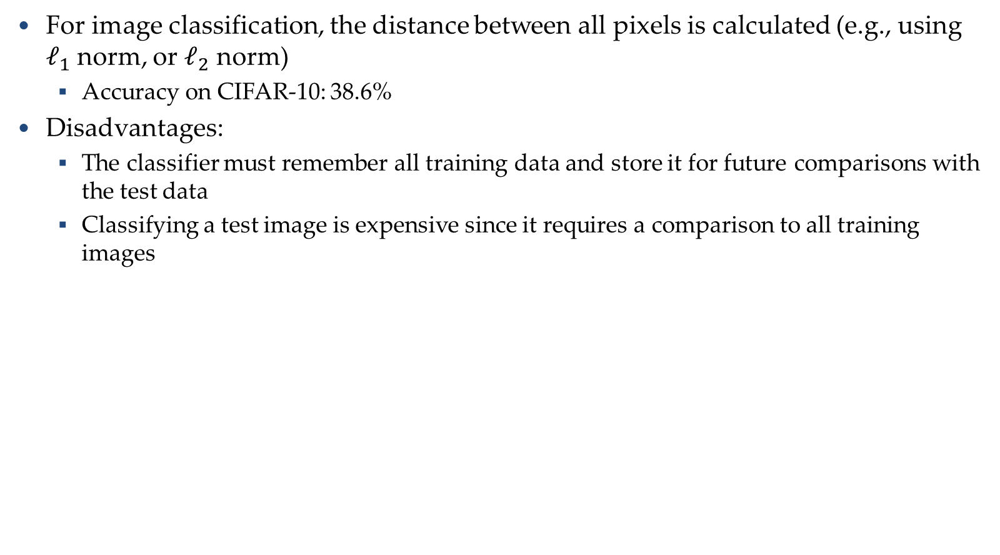 • For image classification, the distance between all pixels is calculated (e.g., using
ℓ₁ norm, or ℓ₂ norm)
▪ Accuracy on CIFAR-10: 38.6%
• Disadvantages:
▪ The classifier must remember all training data and store it for future comparisons with
the test data
▪ Classifying a test image is expensive since it requires a comparison to all training
images